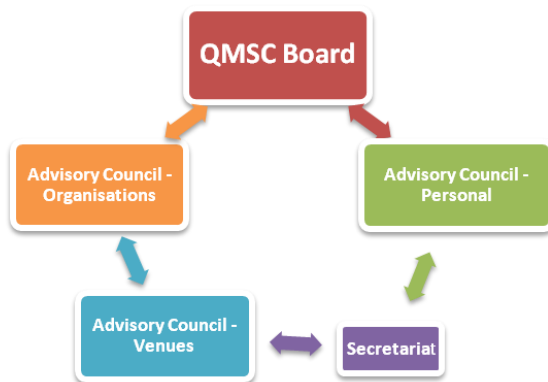 QMSC Board
Advisory Council -
Organisations
Advisory Council -
Personal
Advisory Council -
Venues
Secretariat